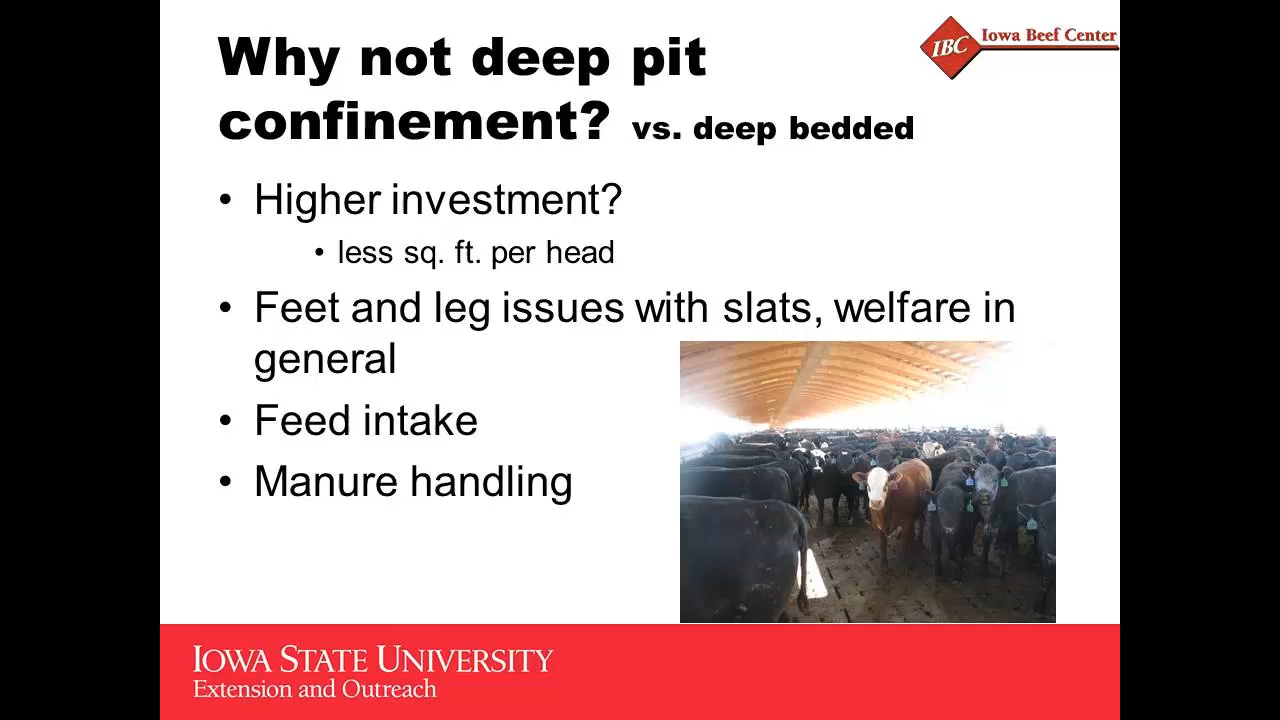 Why not deep pit
confinement? vs. deep bedded
IBC Iowa Beef Center
• Higher investment?
• less sq. ft. per head
• Feet and leg issues with slats, welfare in
general
• Feed intake
• Manure handling
IOWA STATE UNIVERSITY
Extension and Outreach